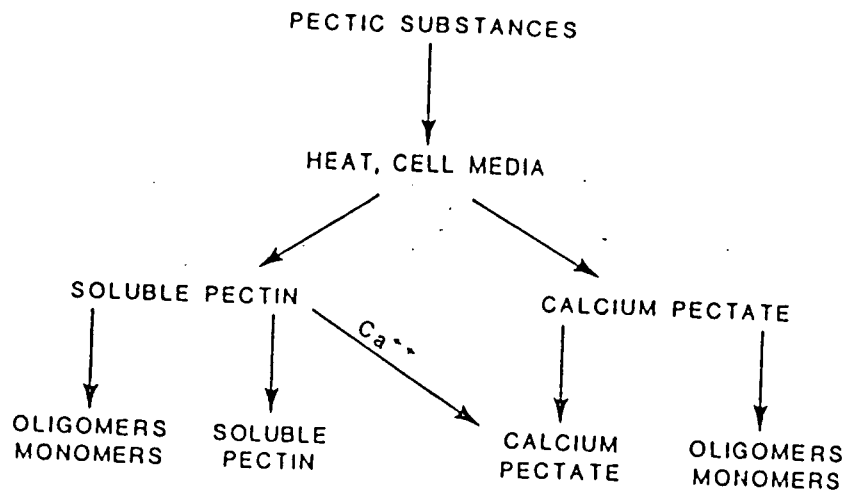 PECTIC SUBSTANCES
HEAT, CELL MEDIA
SOLUBLE PECTIN
CALCIUM PECTATE
Ca++
OLIGOMERS
MONOMERS
SOLUBLE
PECTIN
CALCIUM
PECTATE
OLIGOMERS
MONOMERS